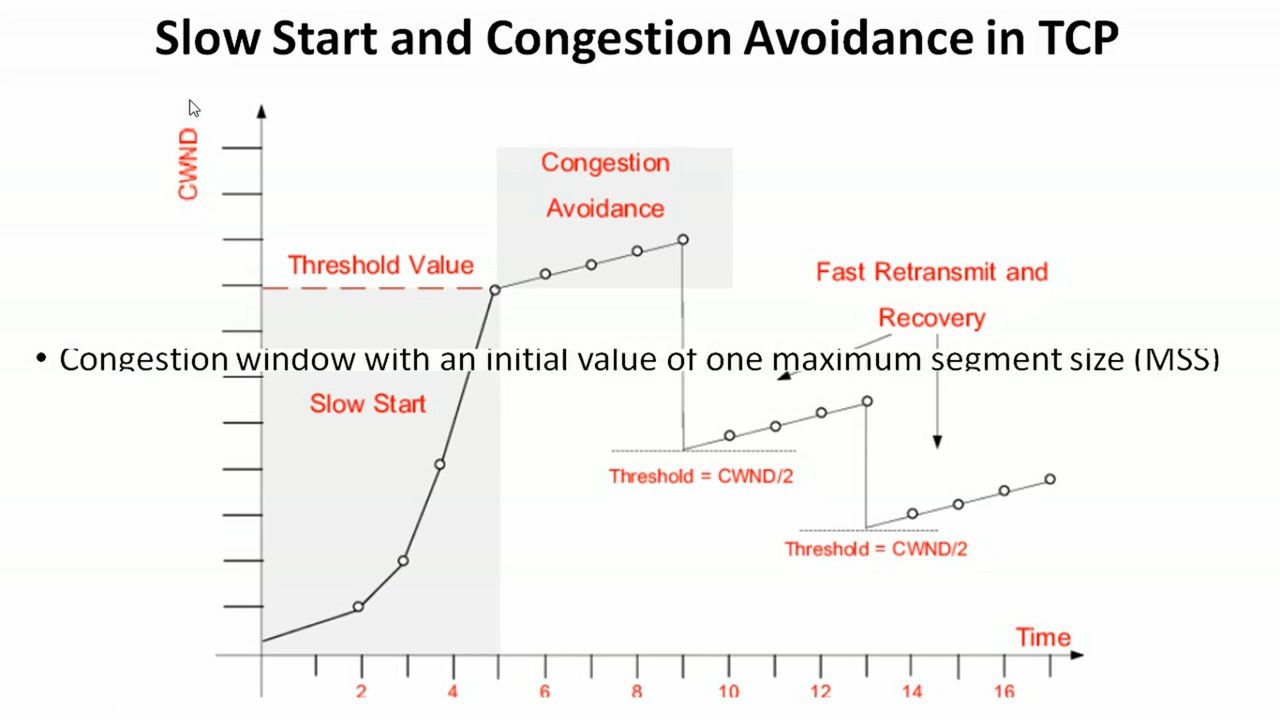 Slow Start and Congestion Avoidance in TCP
CWND
Congestion
Avoidance
Threshold Value
Fast Retransmit and
Recovery
• Congestion window with an initial value of one maximum segment size (MSS)
Slow Start
Threshold = CWND/2
Threshold = CWND/2
Time
2 4 6 8 10 12 14 16